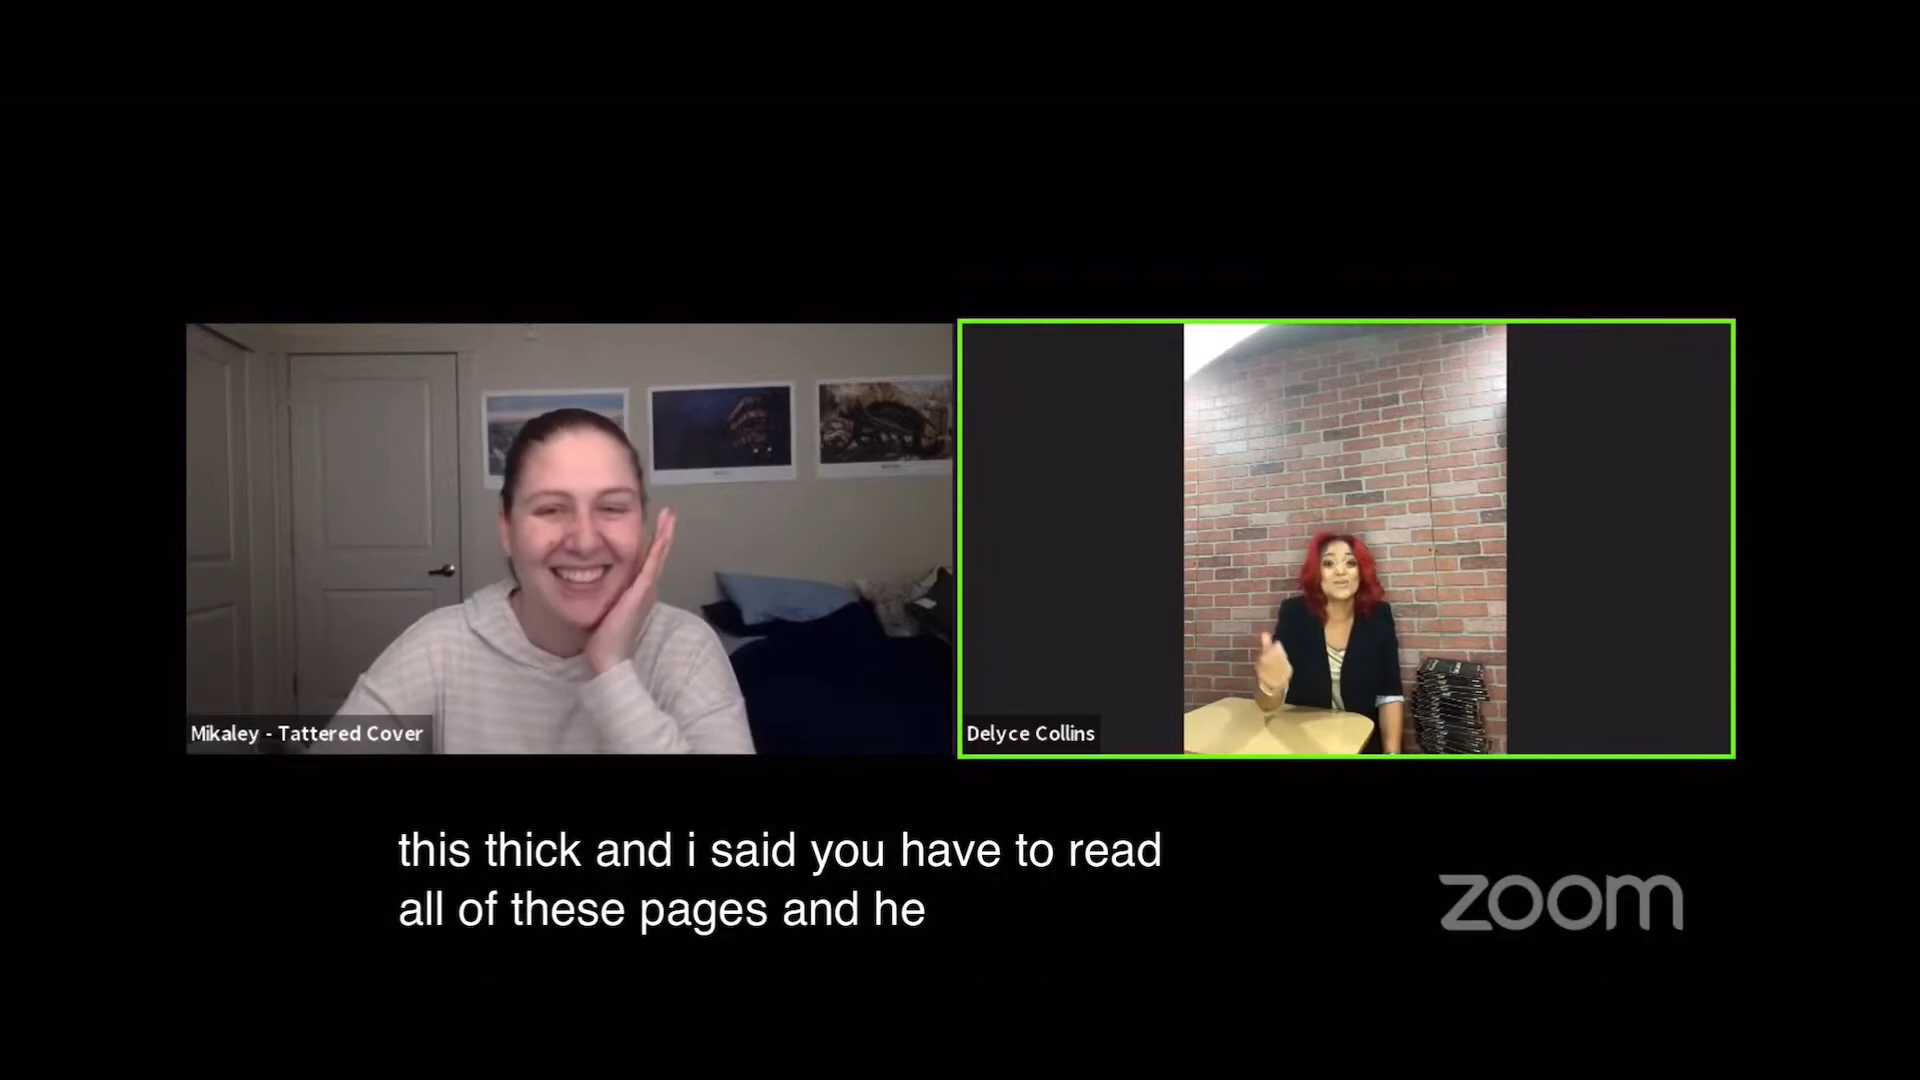 Mikaley - Tattered Cover
Delyce Collins
this thick and i said you have to read
all of these pages and he
zoom